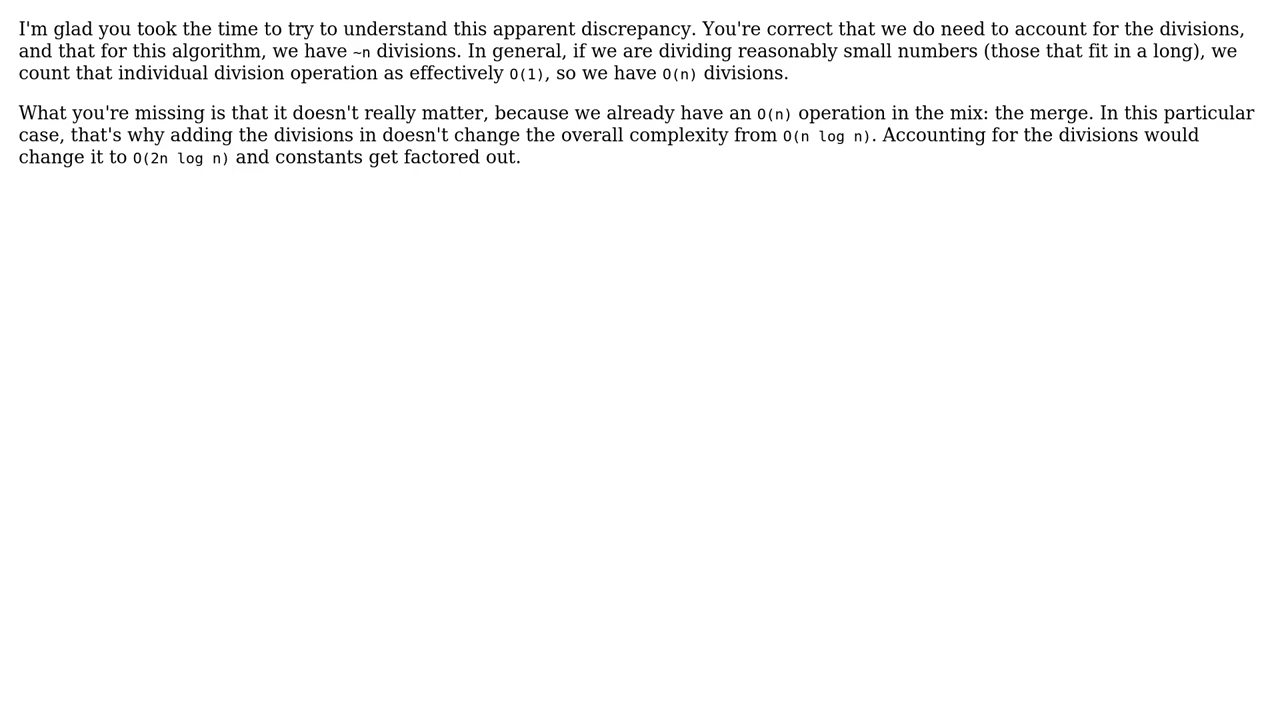 I'm glad you took the time to try to understand this apparent discrepancy. You're correct that we do need to account for the divisions,
and that for this algorithm, we have ~n divisions. In general, if we are dividing reasonably small numbers (those that fit in a long), we
count that individual division operation as effectively O(1), so we have O(n) divisions.
What you're missing is that it doesn't really matter, because we already have an O(n) operation in the mix: the merge. In this particular
case, that's why adding the divisions in doesn't change the overall complexity from O(n log n). Accounting for the divisions would
change it to O(2n log n) and constants get factored out.